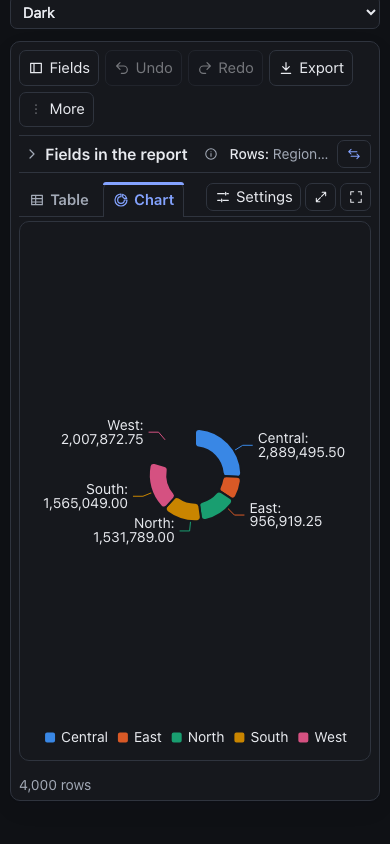 Dark
Fields
Undo
Redo
Export
More
Fields in the report
Rows: Region...
Table
Chart
Settings
West:
2,007,872.75
Central:
2,889,495.50
South:
1,565,049.00
East:
956,919.25
North:
1,531,789.00
Central East North South West
4,000 rows